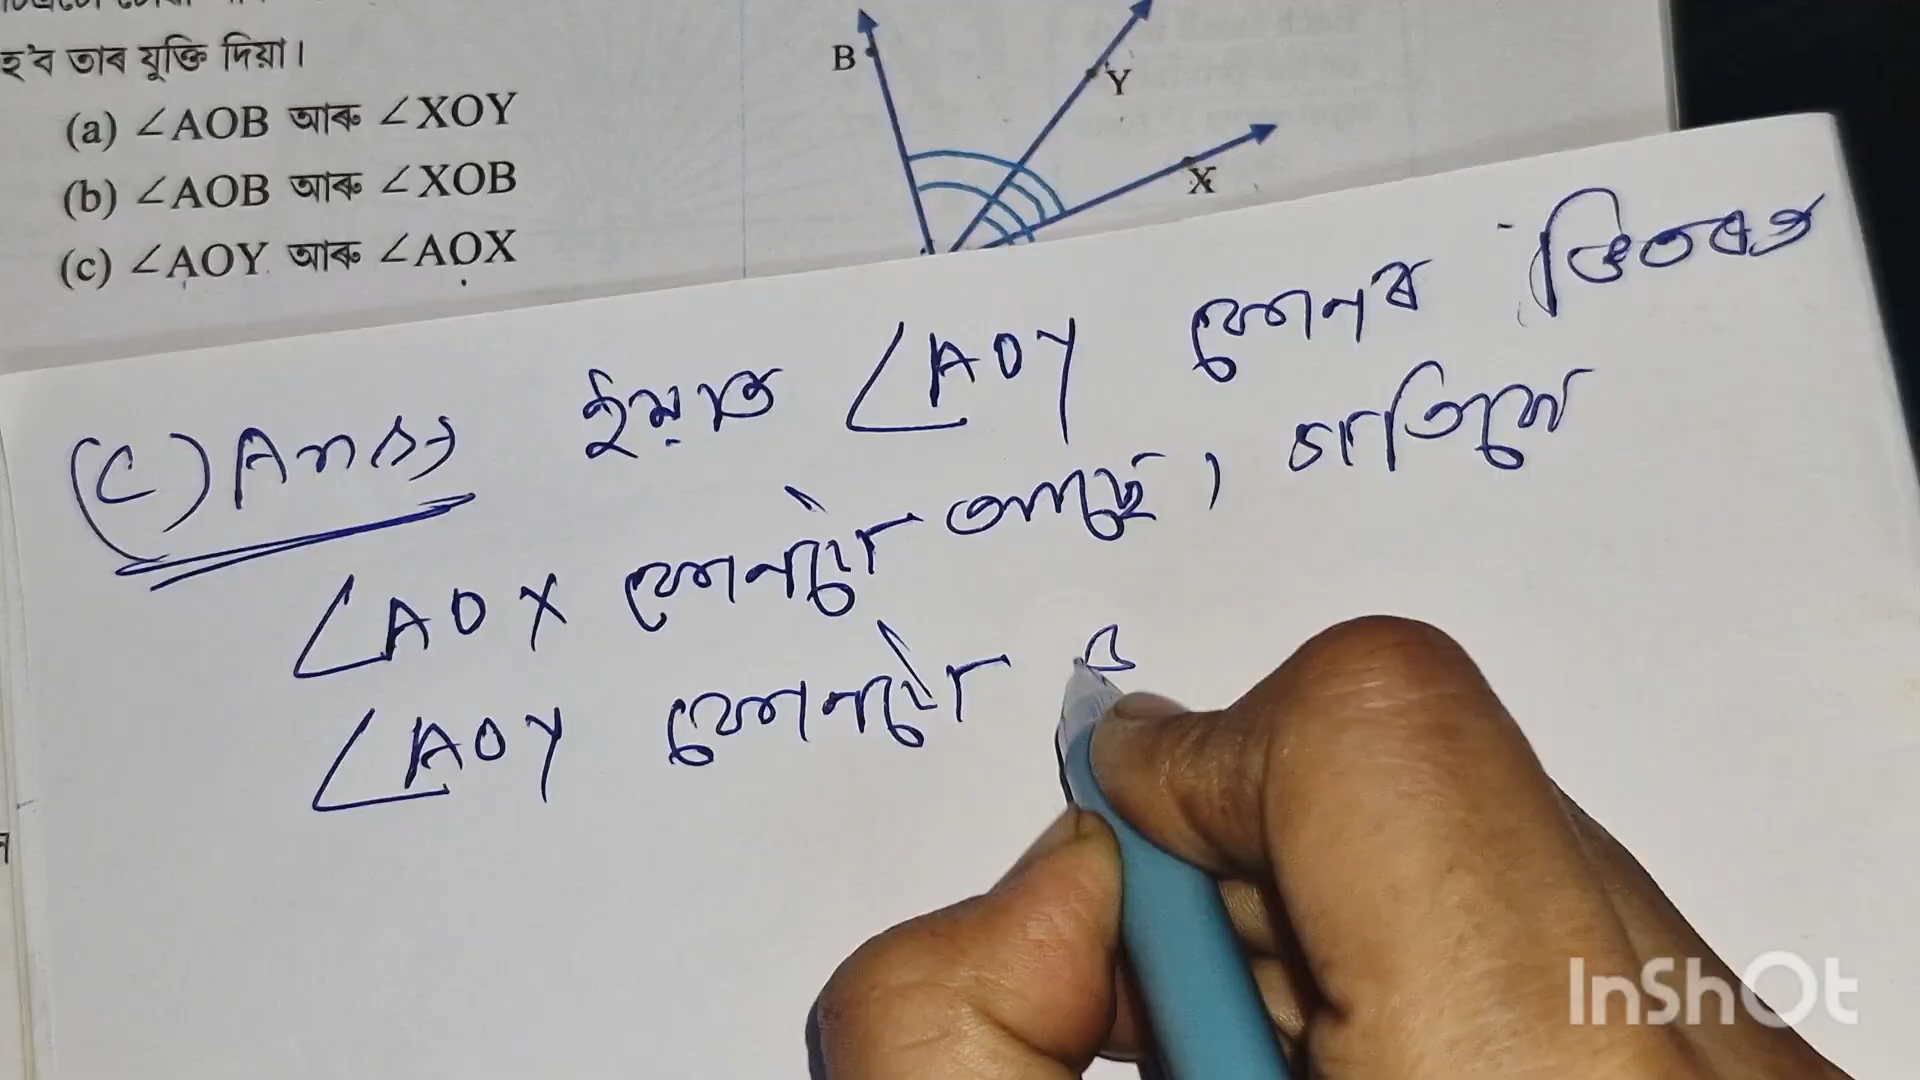 হ'ব তাৰ যুক্তি দিয়া।
(a) ∠AOB আৰু ∠XOY
(b) ∠AOB আৰু ∠XOB
(c) ∠AOY আৰু ∠AOX
B
Y
X
(C) Ans→ ইয়াত ∠AOY কোণৰ ভিতৰত
∠AOX কোণটো আছে, গতিকে
∠AOY কোণটো
InShOt